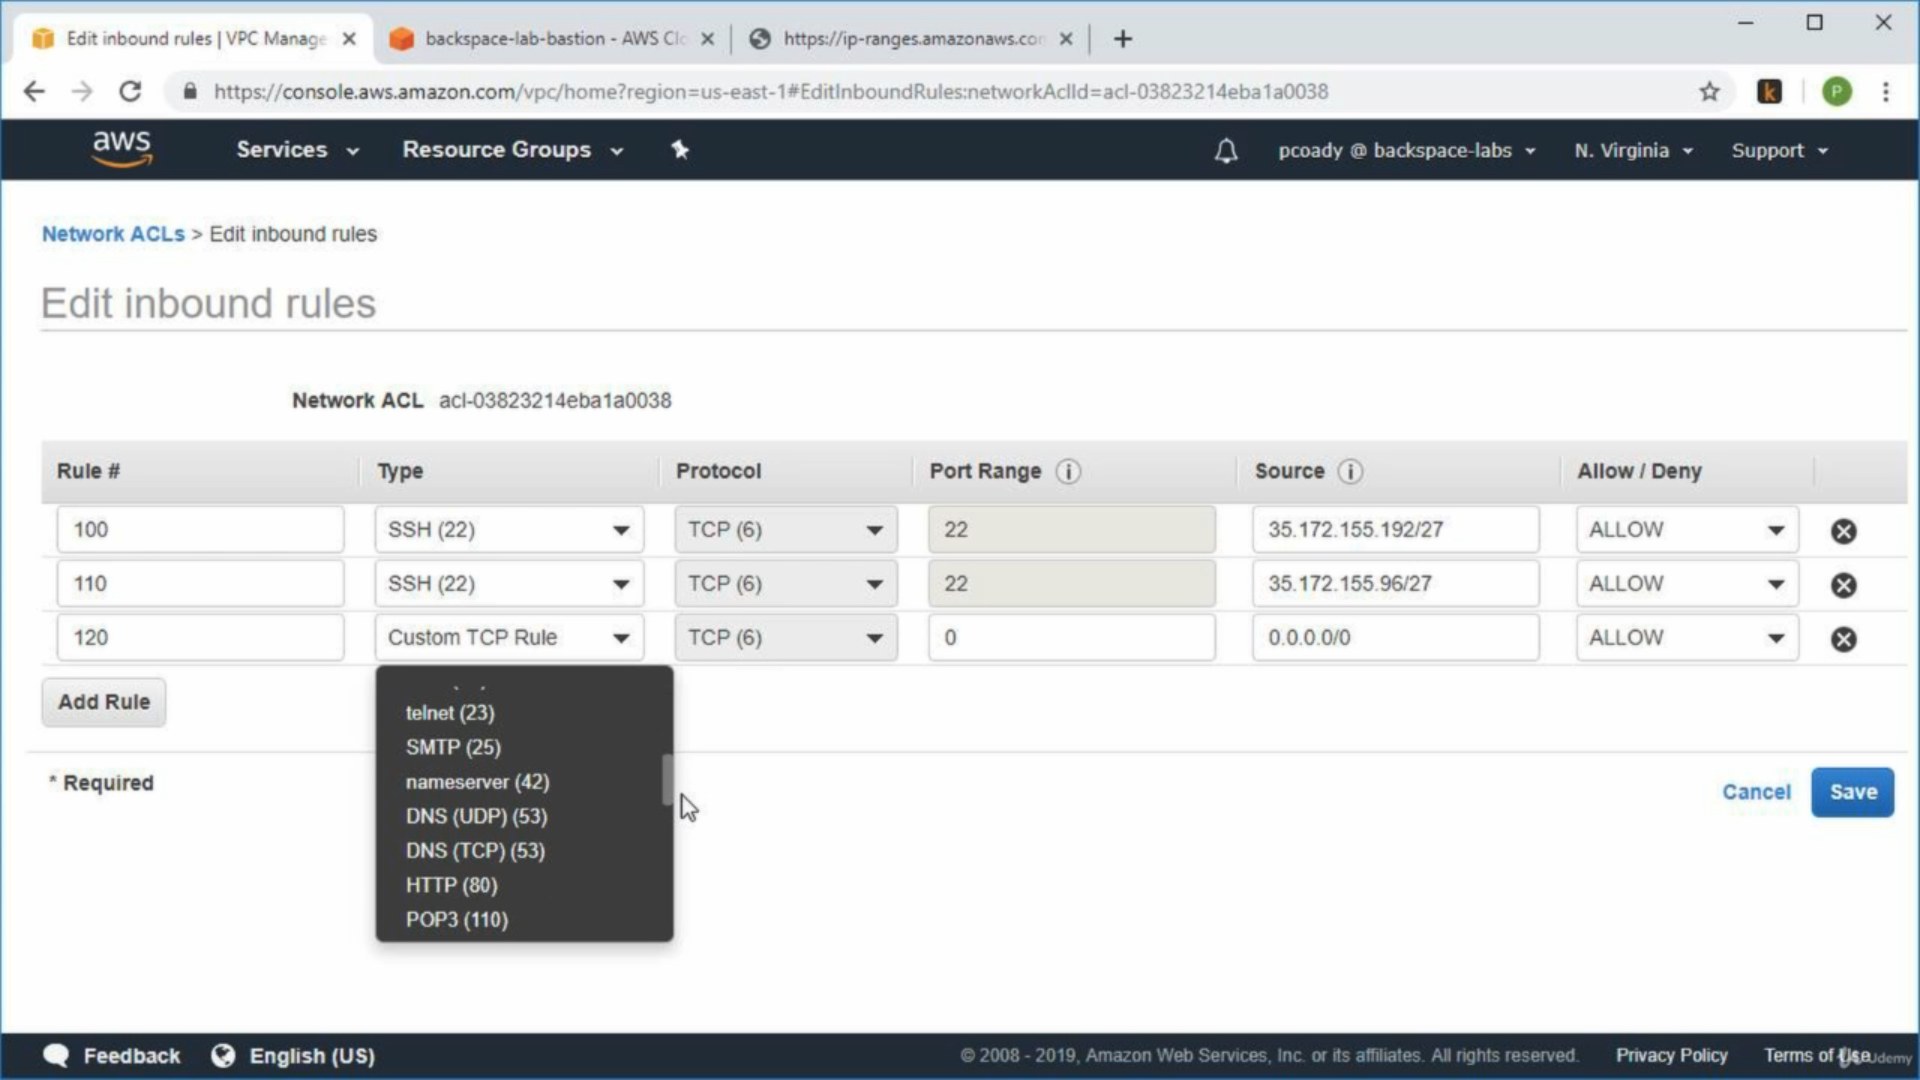 Edit inbound rules | VPC Manage
backspace-lab-bastion - AWS Clo
https://ip-ranges.amazonaws.com
https://console.aws.amazon.com/vpc/home?region=us-east-1#EditInboundRules:networkAclId=acl-03823214eba1a0038
k
P
aws
Services
Resource Groups
pcoady @ backspace-labs
N. Virginia
Support
Network ACLs > Edit inbound rules
Edit inbound rules
Network ACL acl-03823214eba1a0038
Rule # Type Protocol Port Range i Source i Allow / Deny
100 SSH (22) TCP (6) 22 35.172.155.192/27 ALLOW
110 SSH (22) TCP (6) 22 35.172.155.96/27 ALLOW
120 Custom TCP Rule TCP (6) 0 0.0.0.0/0 ALLOW
Add Rule
telnet (23)
SMTP (25)
nameserver (42)
DNS (UDP) (53)
DNS (TCP) (53)
HTTP (80)
POP3 (110)
* Required
Cancel
Save
Feedback
English (US)
© 2008 - 2019, Amazon Web Services, Inc. or its affiliates. All rights reserved.
Privacy Policy
Terms of Use
Udemy